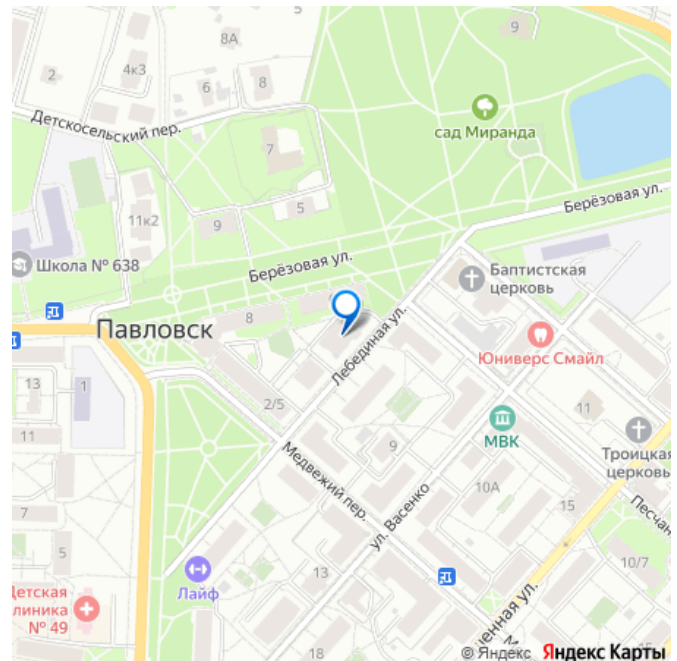 9
8А
4к3
2
6
8
сад Миранда
Детскосельский пер.
7
Берёзовая ул.
5
11к2
9
Школа № 638
Берёзовая ул.
Баптистская
церковь
8
Павловск
Лебединая ул.
Юниверс Смайл
13
1
2/5
11
МВК
11
Троицкая
церковь
9
Медвежий пер.
10А
15
7
ул. Васенко
Песчан
5
10/7
Лайф
13
Детская
линика
№ 49
ченная ул.
18
16
© Яндекс Яндекс Карты